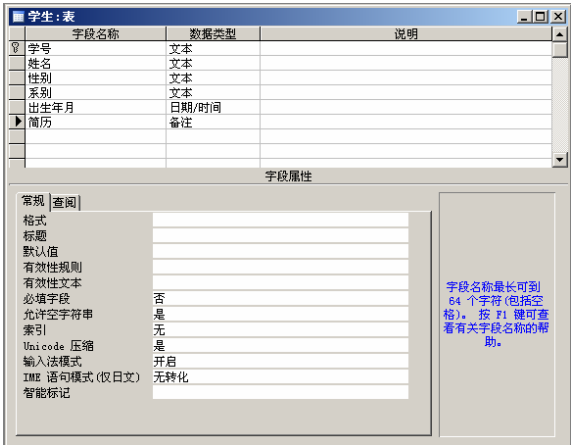 学生:表
字段名称 数据类型 说明
学号 文本
姓名 文本
性别 文本
系别 文本
出生年月 日期/时间
简历 备注
字段属性
常规 查阅
格式
标题
默认值
有效性规则
有效性文本
必填字段 否
允许空字符串 是
索引 无
Unicode 压缩 是
输入法模式 开启
IME 语句模式(仅日文) 无转化
智能标记
字段名称最长可到
64 个字符(包括空
格)。 按 F1 键可查
看有关字段名称的帮
助。